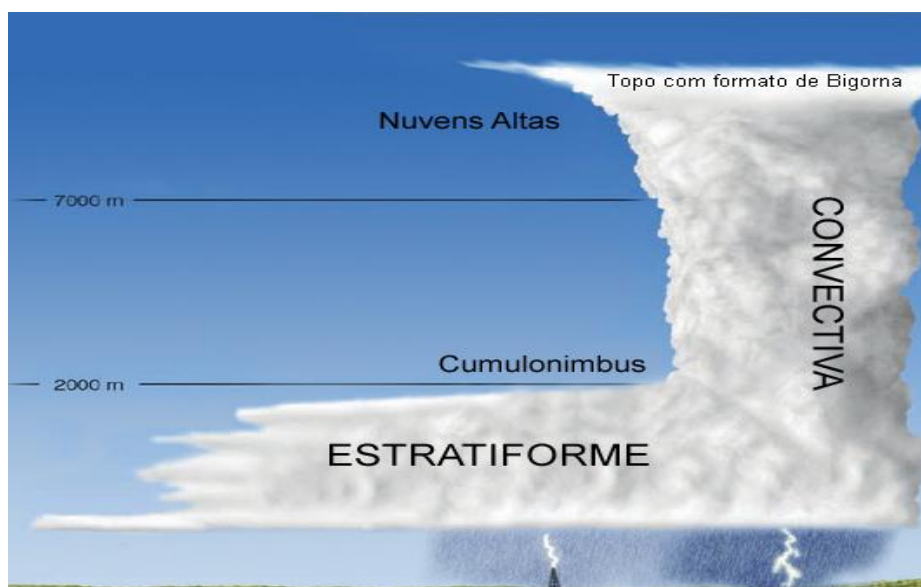 Topo com formato de Bigorna
Nuvens Altas
7000 m
CONVECTIVA
Cumulonimbus
2000 m
ESTRATIFORME